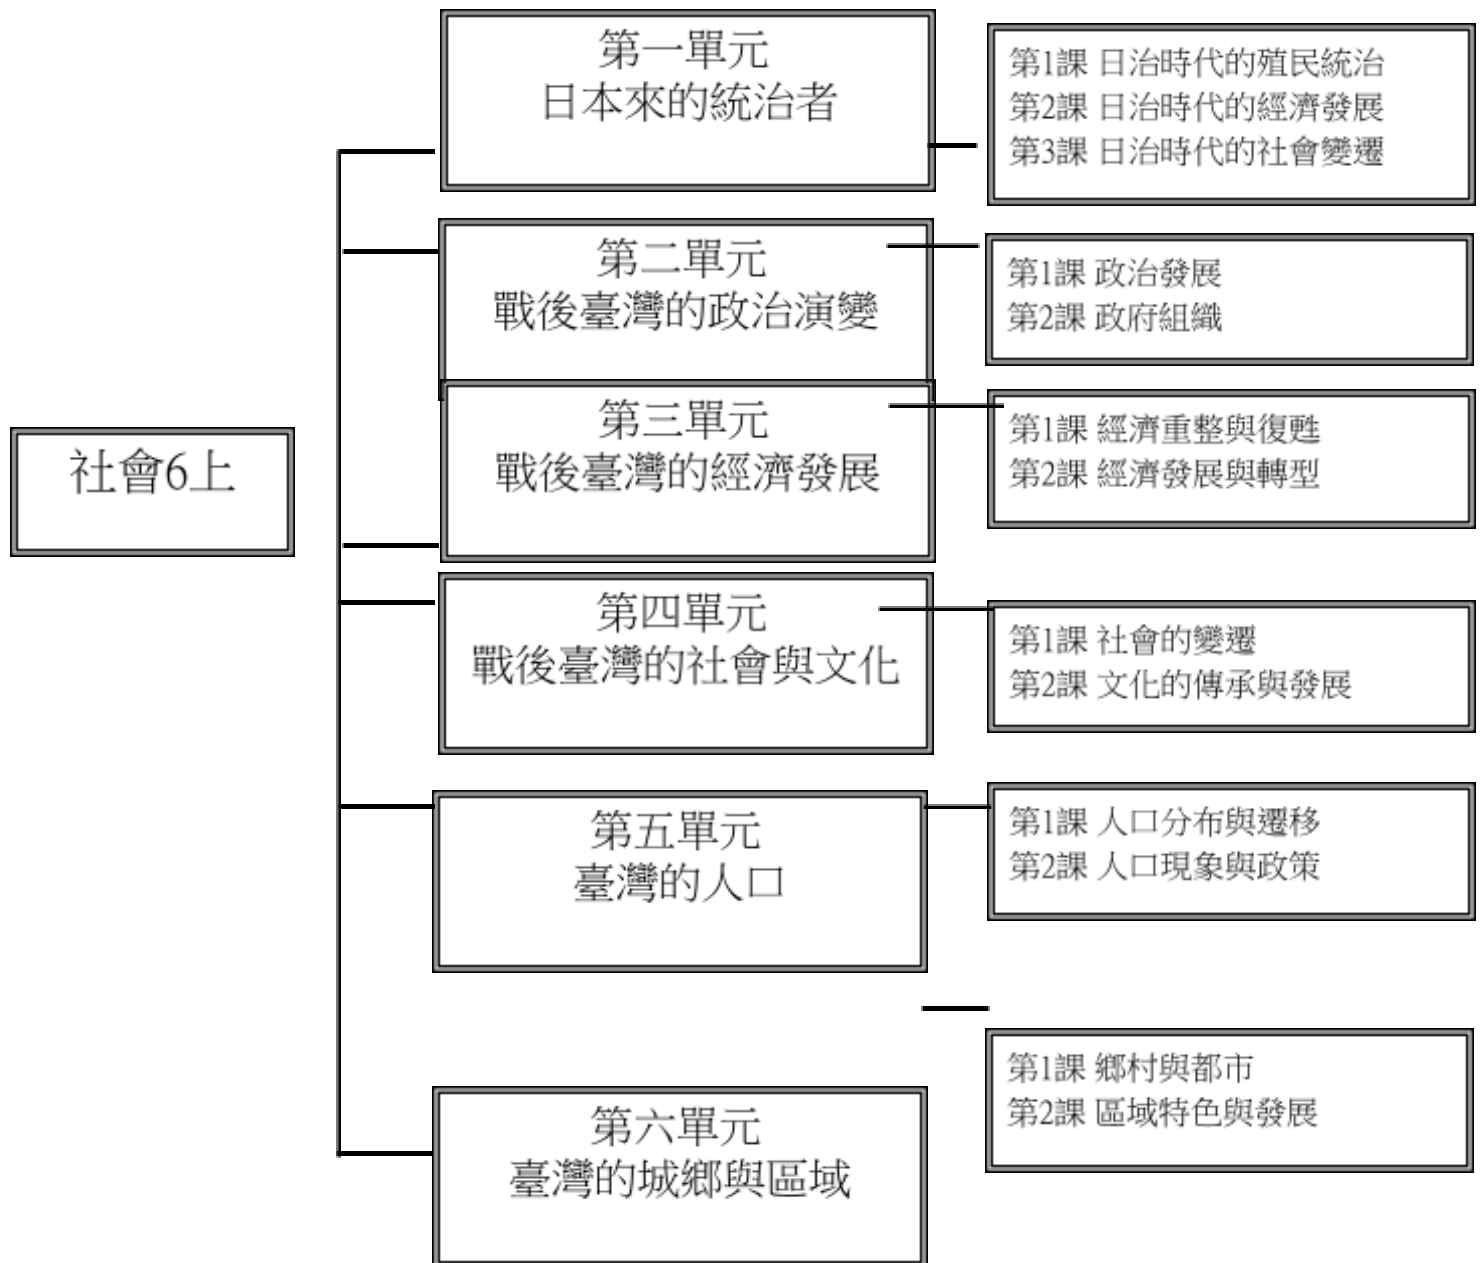 社會6上
第一單元
日本來的統治者
第1課 日治時代的殖民統治
第2課 日治時代的經濟發展
第3課 日治時代的社會變遷
第二單元
戰後臺灣的政治演變
第1課 政治發展
第2課 政府組織
第三單元
戰後臺灣的經濟發展
第1課 經濟重整與復甦
第2課 經濟發展與轉型
第四單元
戰後臺灣的社會與文化
第1課 社會的變遷
第2課 文化的傳承與發展
第五單元
臺灣的人口
第1課 人口分布與遷移
第2課 人口現象與政策
第六單元
臺灣的城鄉與區域
第1課 鄉村與都市
第2課 區域特色與發展